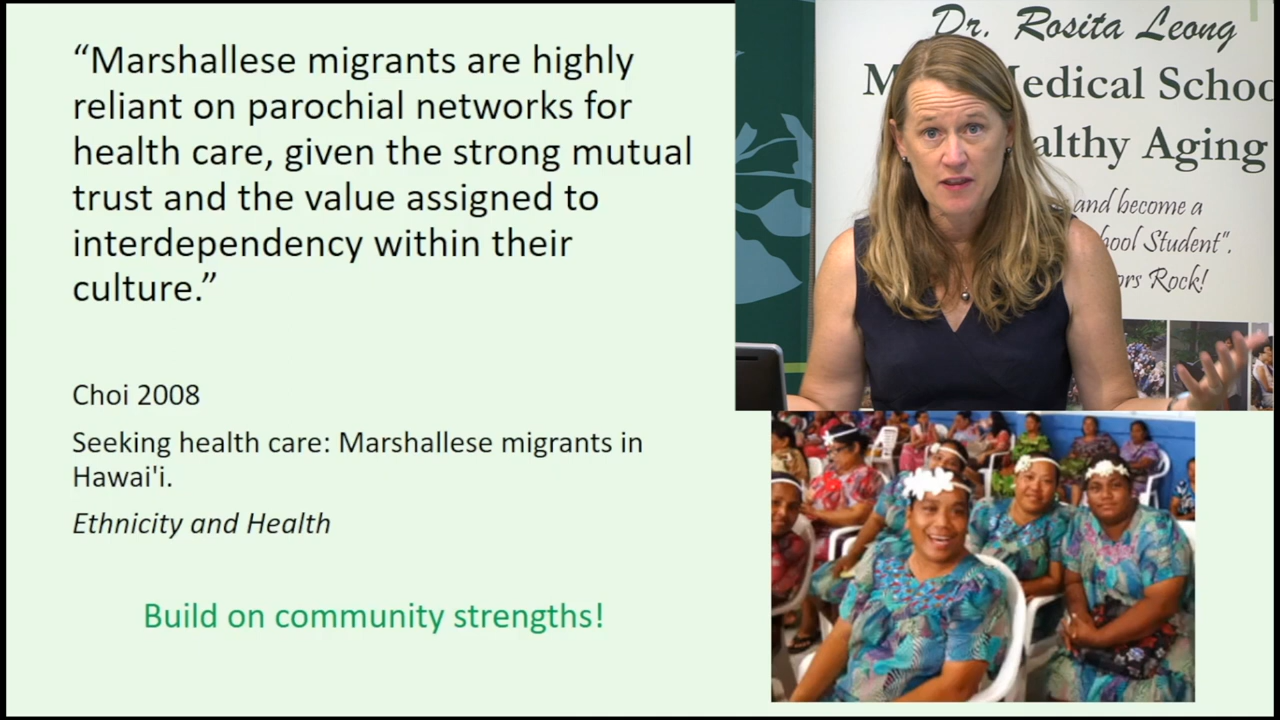 “Marshallese migrants are highly
reliant on parochial networks for
health care, given the strong mutual
trust and the value assigned to
interdependency within their
culture.”
Choi 2008
Seeking health care: Marshallese migrants in
Hawai'i.
Ethnicity and Health
Build on community strengths!
Dr. Rosita Leong
Medical Schoo
althy Aging
and become a
hool Student”.
ors Rock!